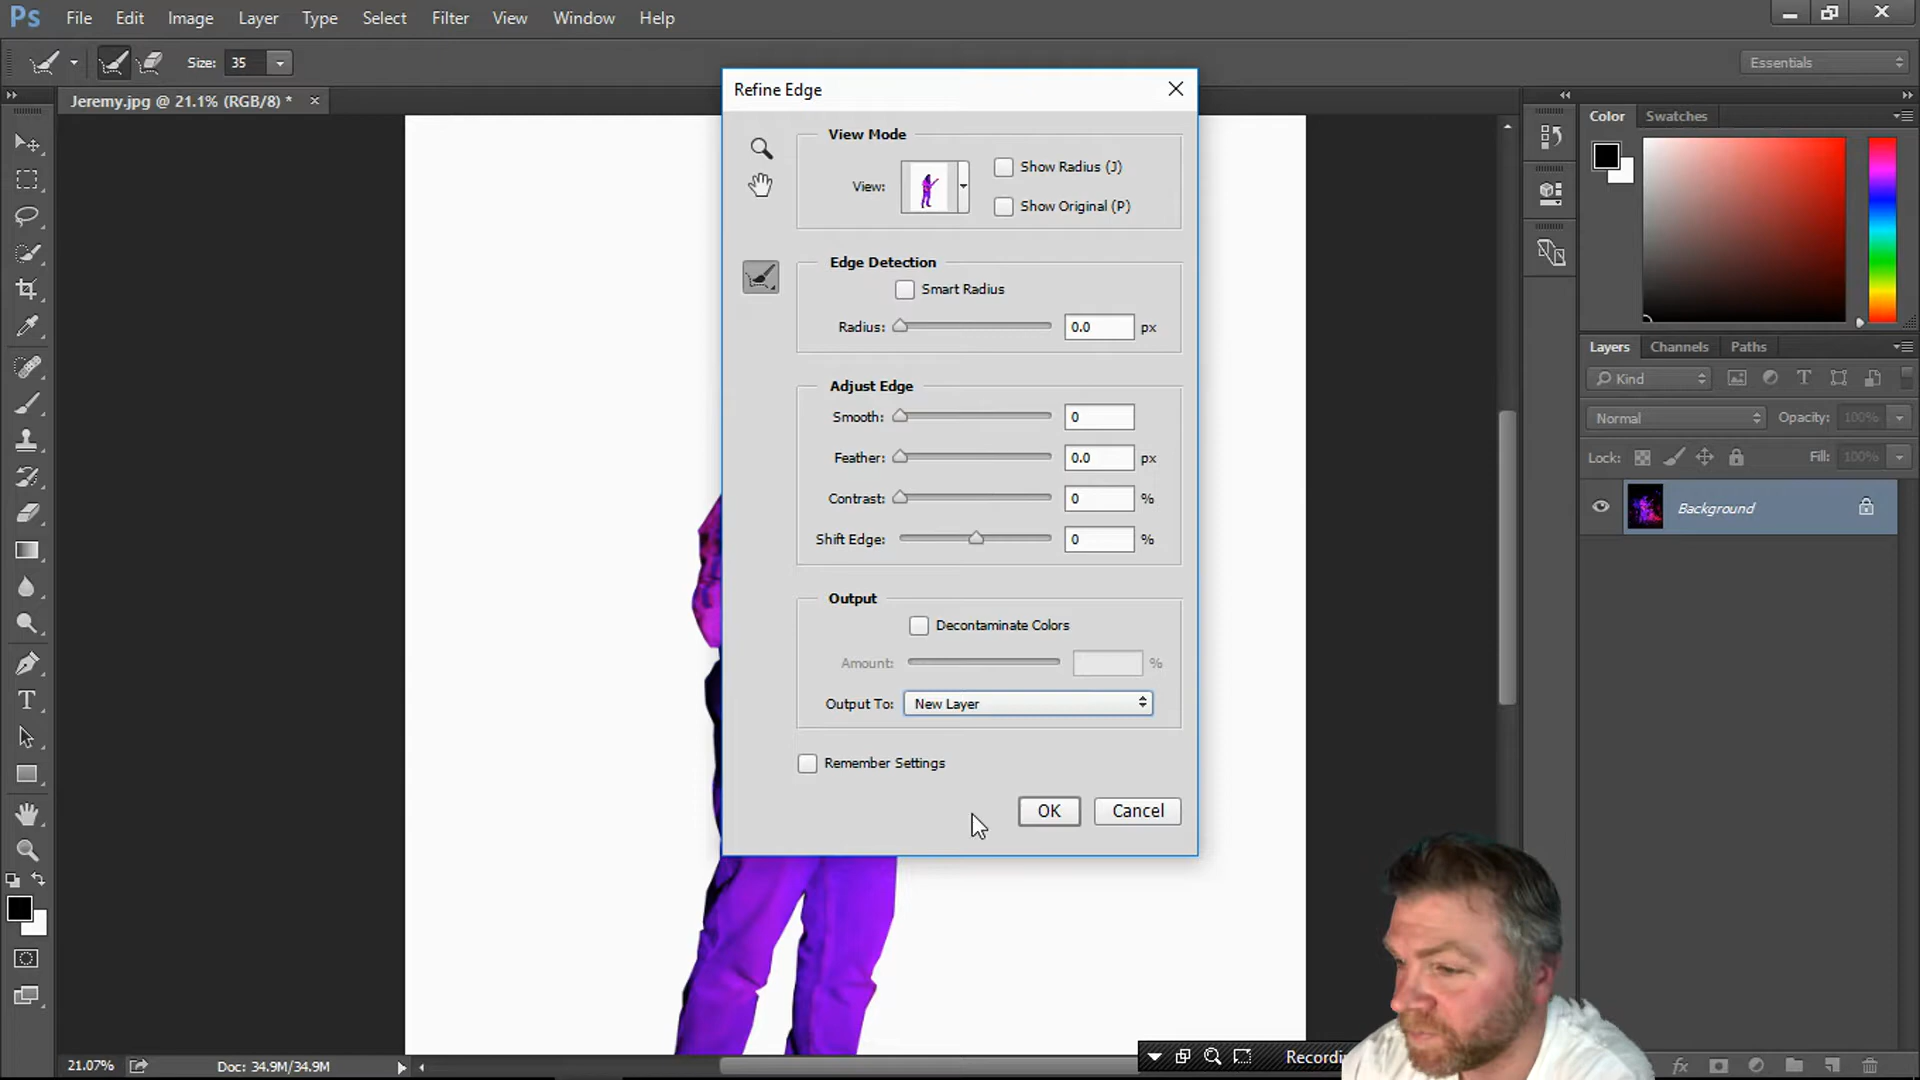 Ps File Edit Image Layer Type Select Filter View Window Help
Size: 35
Essentials
Jeremy.jpg @ 21.1% (RGB/8) *
Refine Edge
View Mode
View:
Show Radius (J)
Show Original (P)
Edge Detection
Smart Radius
Radius: 0.0 px
Adjust Edge
Smooth: 0
Feather: 0.0 px
Contrast: 0 %
Shift Edge: 0 %
Output
Decontaminate Colors
Amount: %
Output To: New Layer
Remember Settings
OK Cancel
Color Swatches
Layers Channels Paths
Kind
Normal Opacity: 100%
Lock: Fill: 100%
Background
21.07% Doc: 34.9M/34.9M